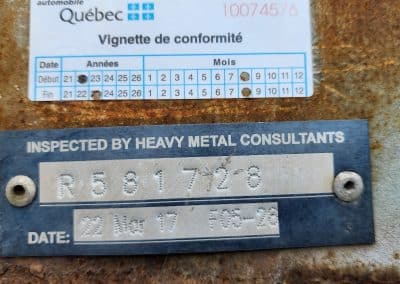 automobile
Québec 10074576
Vignette de conformité
Date Années Mois
Début 21 23 24 25 26 1 2 3 4 5 6 7 9 10 11 12
Fin 21 22 24 25 26 1 2 3 4 5 6 7 9 10 11 12
INSPECTED BY HEAVY METAL CONSULTANTS
R581728
DATE: 22 Mar 17 F05-26